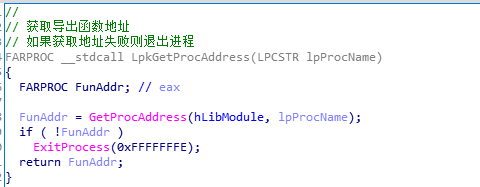 //
// 获取导出函数地址
// 如果获取地址失败则退出进程
FARPROC __stdcall LpkGetProcAddress(LPCSTR lpProcName)
{
  FARPROC FunAddr; // eax

  FunAddr = GetProcAddress(hLibModule, lpProcName);
  if ( !FunAddr )
    ExitProcess(0xFFFFFFFE);
  return FunAddr;
}